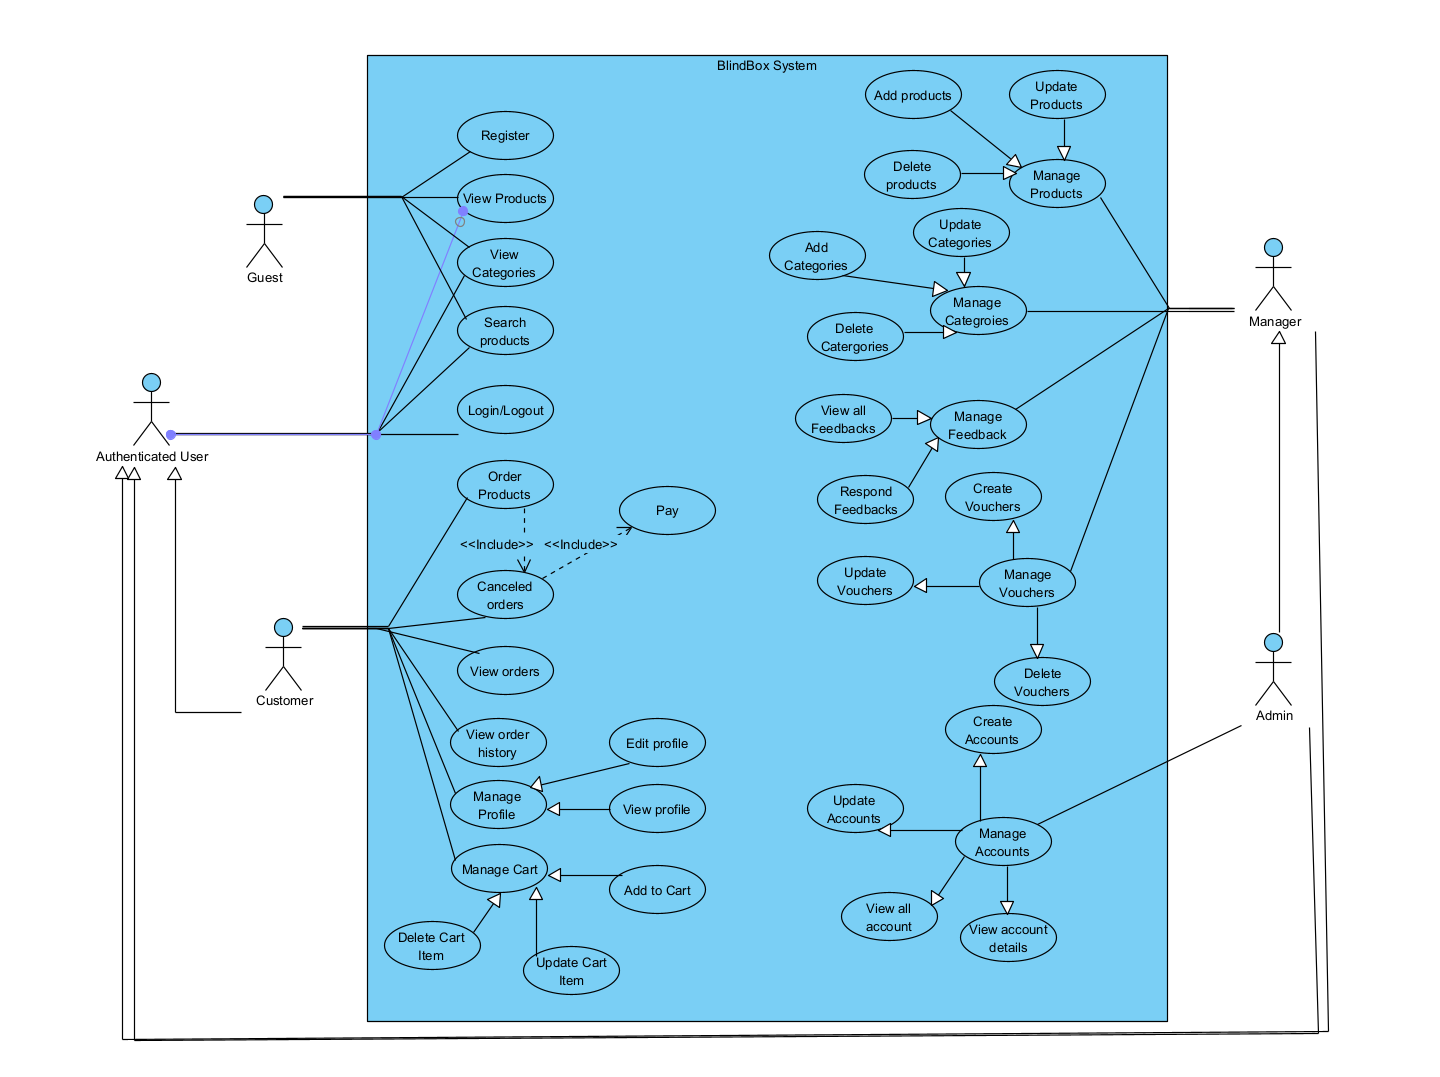 BlindBox System
Add products
Update
Products
Register
Delete
products
Manage
Products
View Products
Guest
View
Categories
Add
Categories
Update
Categories
Manage
Categroies
Manager
Search
products
Delete
Catergories
Login/Logout
View all
Feedbacks
Manage
Feedback
Authenticated User
Order
Products
Pay
Respond
Feedbacks
Create
Vouchers
<<Include>>
<<Include>>
Canceled
orders
Update
Vouchers
Manage
Vouchers
Customer
View orders
Delete
Vouchers
Admin
View order
history
Edit profile
Create
Accounts
Manage
Profile
View profile
Update
Accounts
Manage
Accounts
Manage Cart
Add to Cart
View all
account
View account
details
Delete Cart
Item
Update Cart
Item